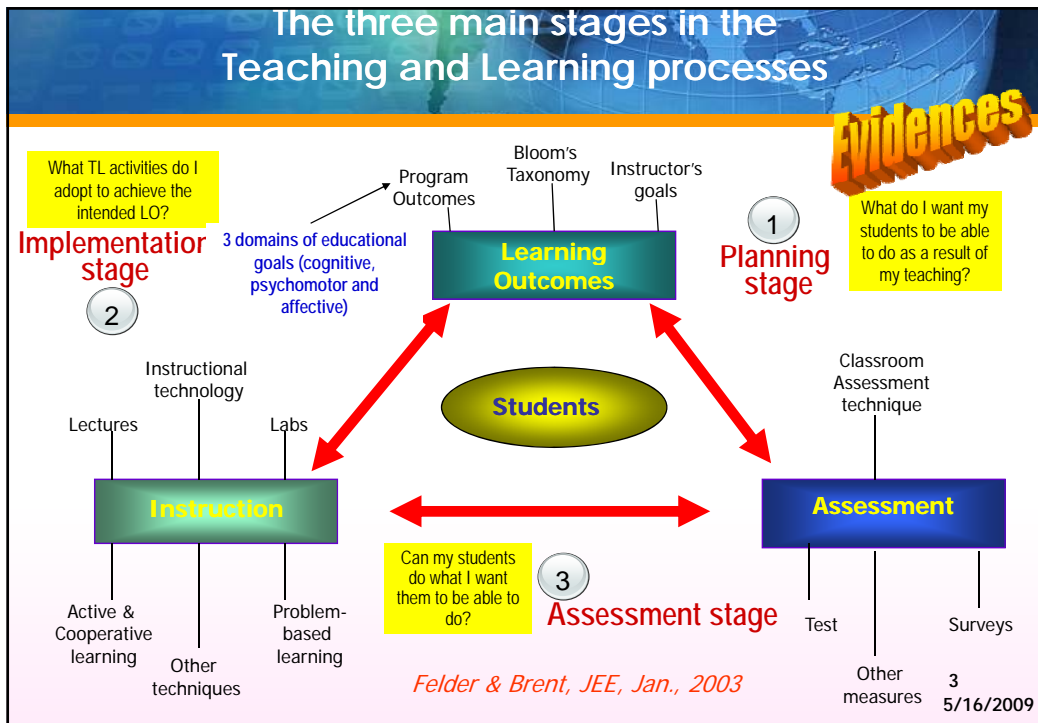 The three main stages in the
Teaching and Learning processes
Evidences
What TL activities do I
adopt to achieve the
intended LO?
Implementation
stage
2
Program
Outcomes
Bloom's
Taxonomy
Instructor's
goals
3 domains of educational
goals (cognitive,
psychomotor and
affective)
Learning
Outcomes
1
Planning
stage
What do I want my
students to be able
to do as a result of
my teaching?
Students
Instructional
technology
Lectures
Labs
Instruction
Active &
Cooperative
learning
Other
techniques
Problem-
based
learning
Classroom
Assessment
technique
Assessment
Test
Other
measures
Surveys
Can my students
do what I want
them to be able to
do?
3
Assessment stage
Felder & Brent, JEE, Jan., 2003
3
5/16/2009